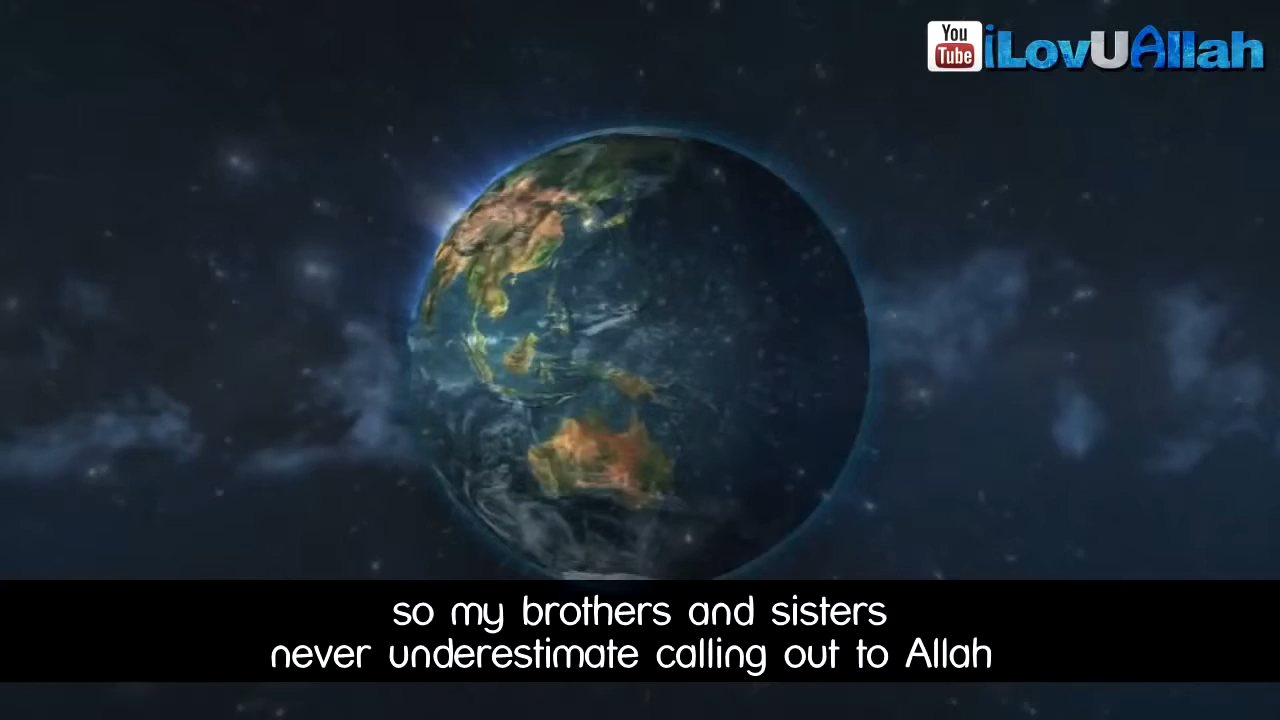 You
Tube
iLovUAllah
so my brothers and sisters
never underestimate calling out to Allah